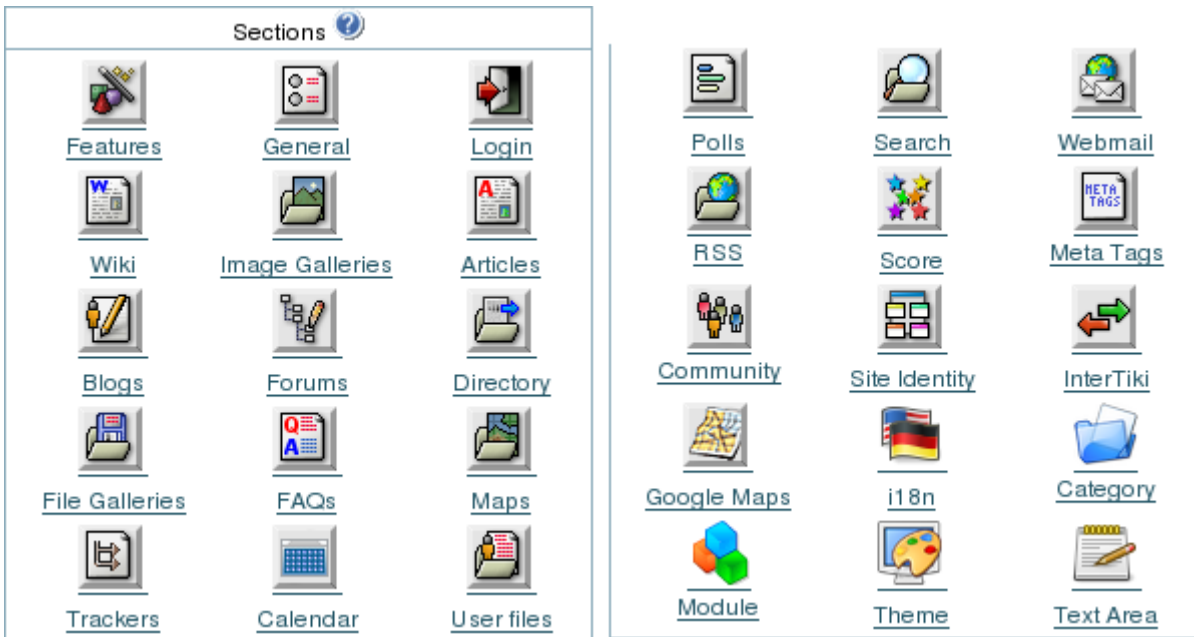 Sections ?
Features General Login
Wiki Image Galleries Articles
Blogs Forums Directory
File Galleries FAQs Maps
Trackers Calendar User files
Polls Search Webmail
META TAGS
RSS Score Meta Tags
Community Site Identity InterTiki
Google Maps i18n Category
Module Theme Text Area
W
A
Q
A